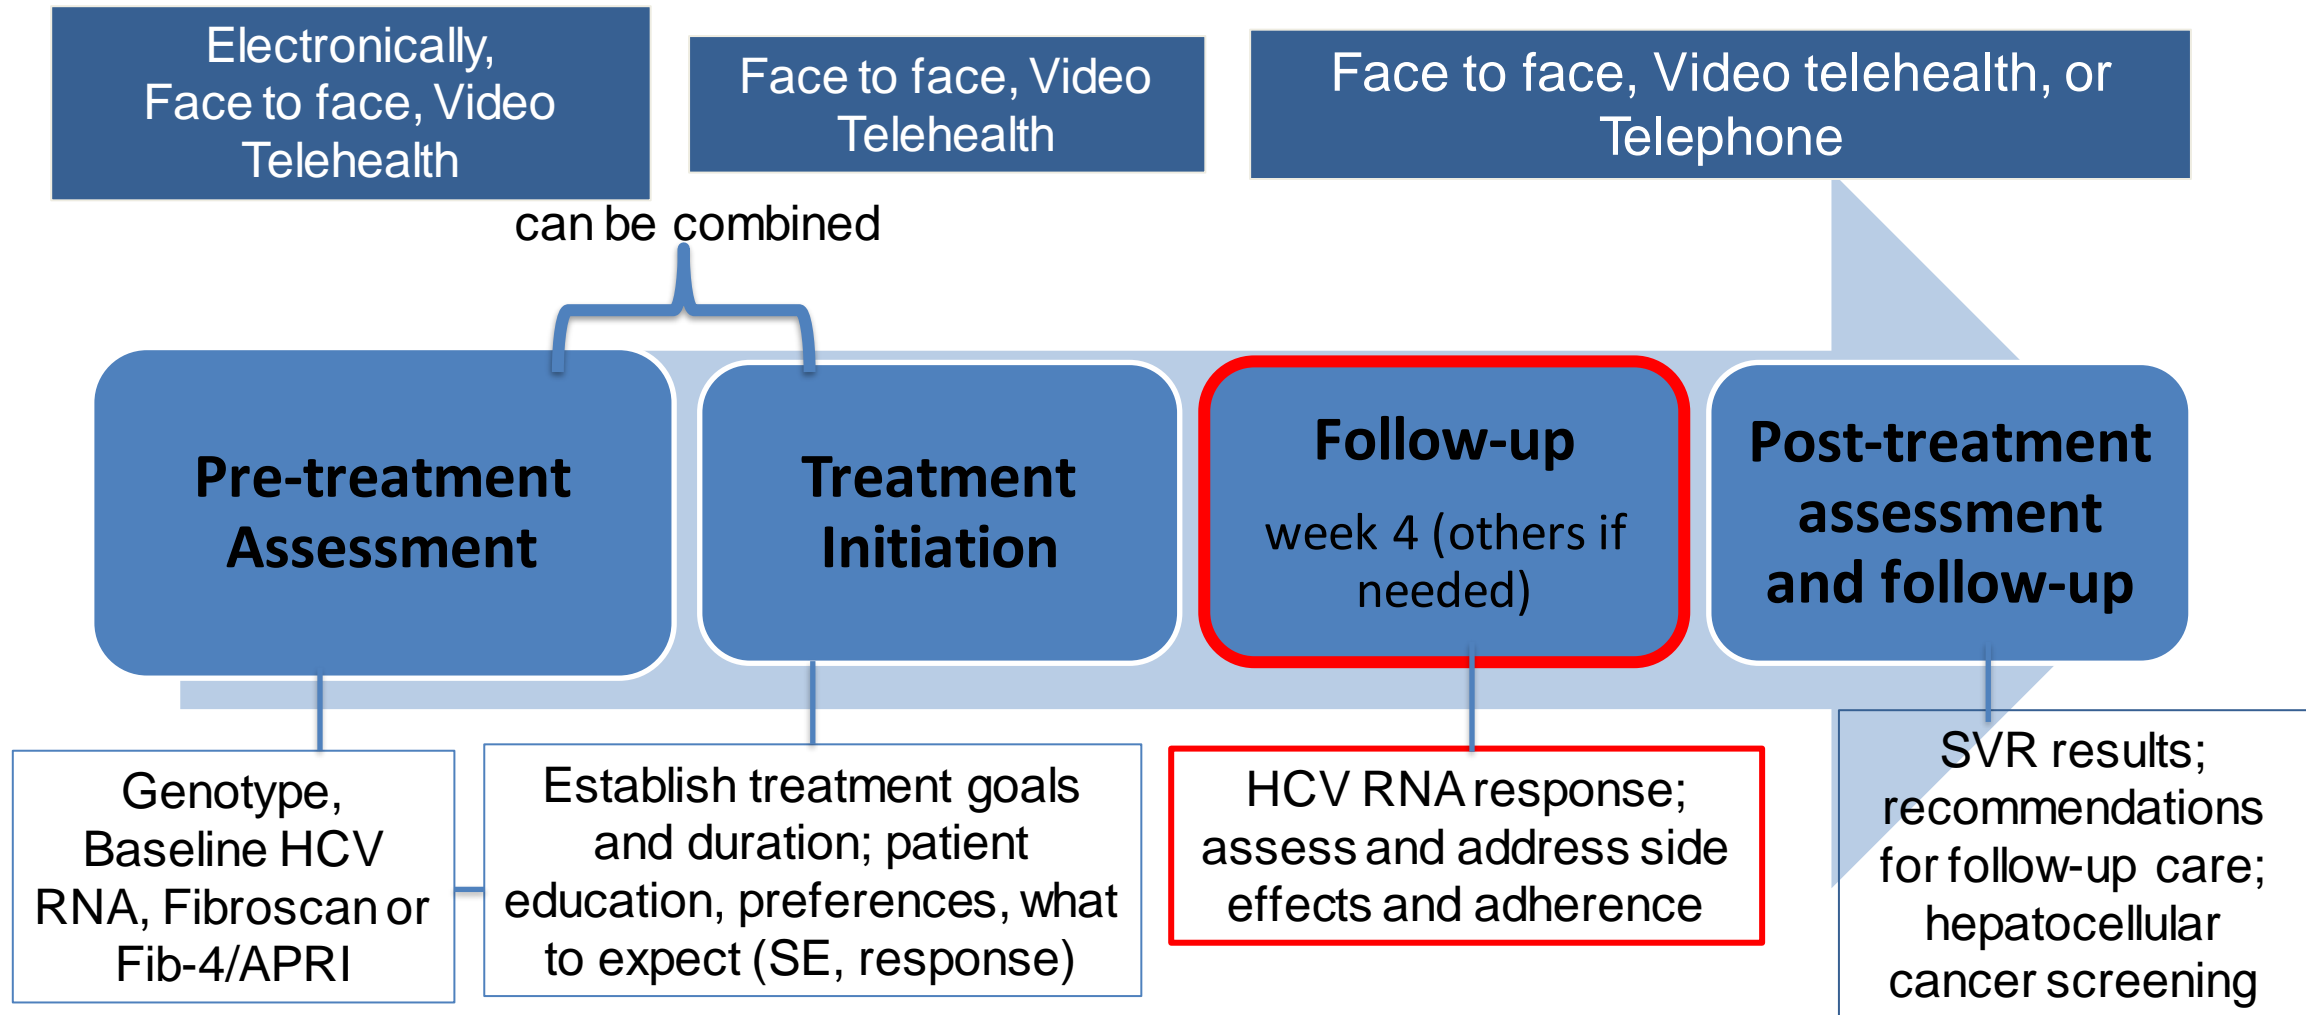 Electronically,
Face to face, Video
Telehealth
Face to face, Video
Telehealth
Face to face, Video telehealth, or
Telephone
can be combined
Pre-treatment
Assessment
Treatment
Initiation
Follow-up
week 4 (others if
needed)
Post-treatment
assessment
and follow-up
Genotype,
Baseline HCV
RNA, Fibroscan or
Fib-4/APRI
Establish treatment goals
and duration; patient
education, preferences, what
to expect (SE, response)
HCV RNA response;
assess and address side
effects and adherence
SVR results;
recommendations
for follow-up care;
hepatocellular
cancer screening